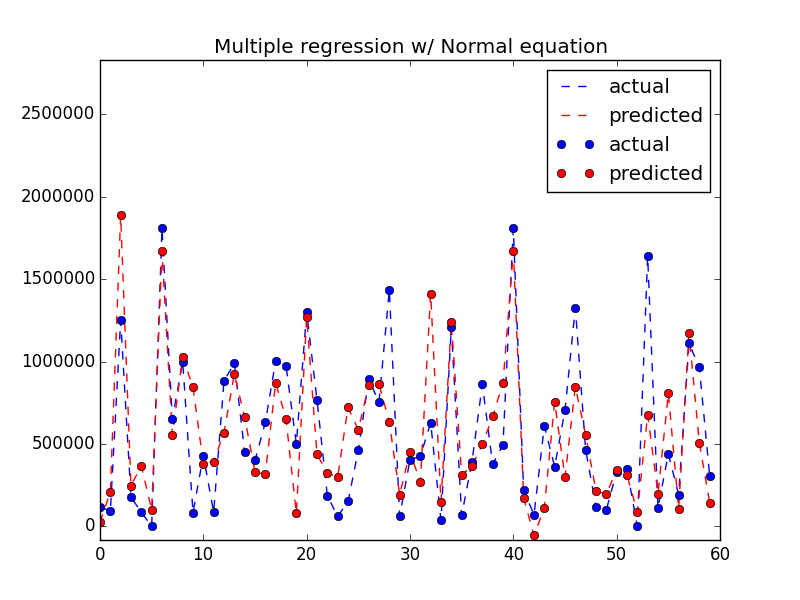 Multiple regression w/ Normal equation
actual
predicted
actual
predicted
2500000
2000000
1500000
1000000
500000
0
0 10 20 30 40 50 60